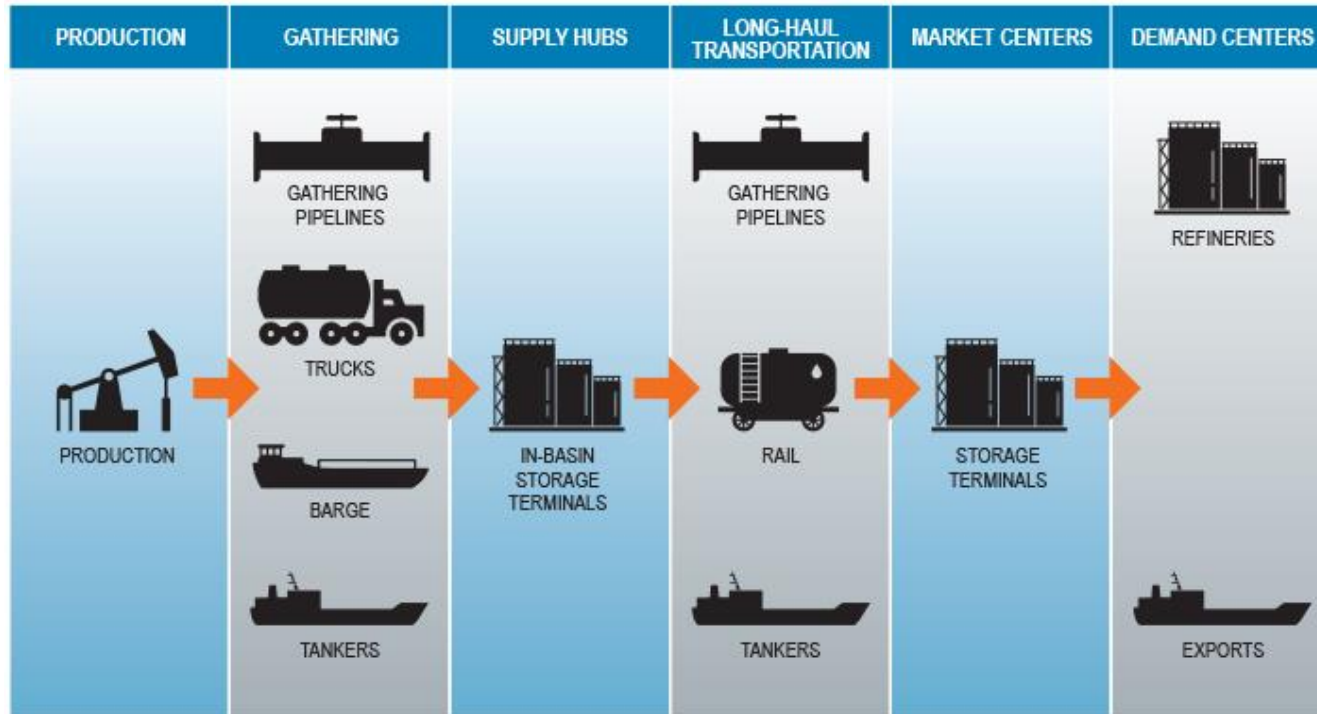 PRODUCTION
GATHERING
SUPPLY HUBS
LONG-HAUL
TRANSPORTATION
MARKET CENTERS
DEMAND CENTERS
PRODUCTION
GATHERING
PIPELINES
TRUCKS
BARGE
TANKERS
IN-BASIN
STORAGE
TERMINALS
GATHERING
PIPELINES
RAIL
TANKERS
STORAGE
TERMINALS
REFINERIES
EXPORTS